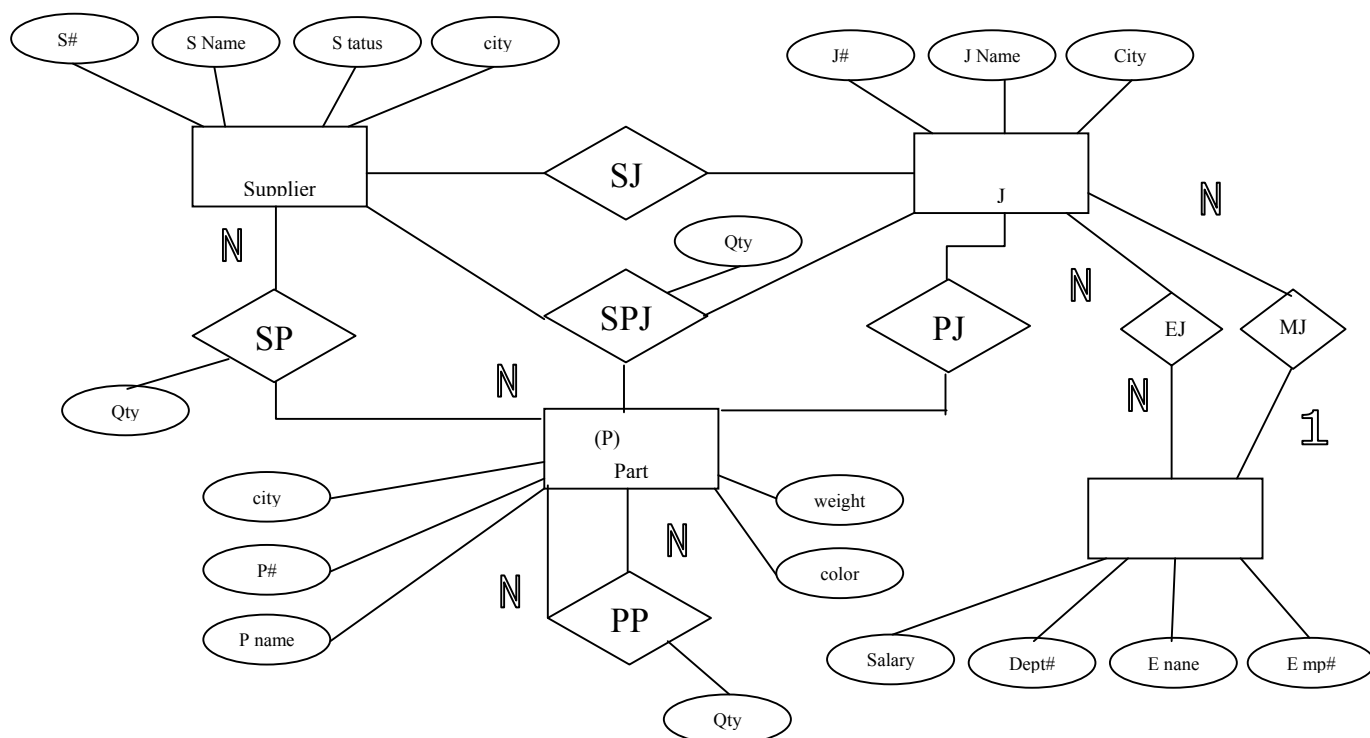 S#
S Name
S tatus
city
J#
J Name
City
Supplier
SJ
J
N
N
Qty
N
SPJ
SP
PJ
EJ
MJ
N
N
Qty
1
(P)
Part
city
weight
N
P#
color
N
PP
P name
Salary
Dept#
E nane
E mp#
Qty